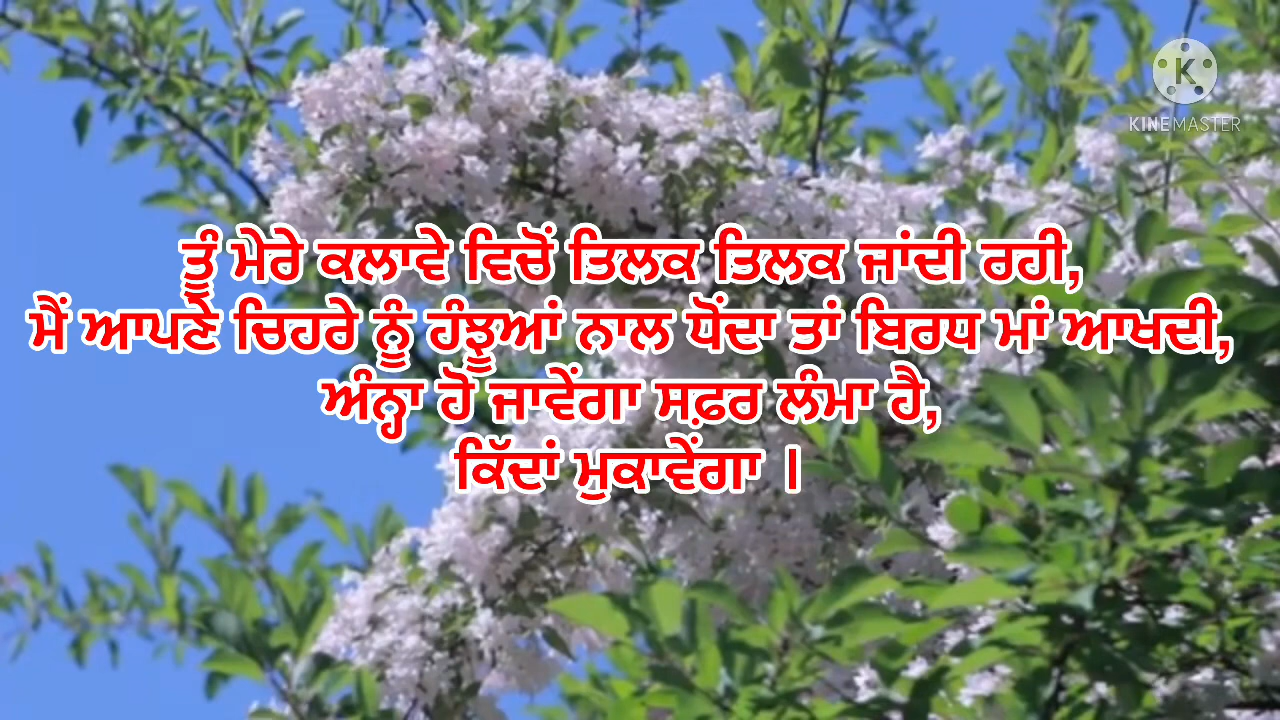 KINEMASTER
ਤੂੰ ਮੇਰੇ ਕਲਾਵੇ ਵਿਚੋਂ ਤਿਲਕ ਤਿਲਕ ਜਾਂਦੀ ਰਹੀ,
ਮੈਂ ਆਪਣੇ ਚਿਹਰੇ ਨੂੰ ਹੰਝੂਆਂ ਨਾਲ ਧੋਂਦਾ ਤਾਂ ਬਿਰਧ ਮਾਂ ਆਖਦੀ,
ਅੰਨ੍ਹਾ ਹੋ ਜਾਵੇਂਗਾ ਸਫ਼ਰ ਲੰਮਾ ਹੈ,
ਕਿੱਦਾਂ ਮੁਕਾਵੇਂਗਾ ।